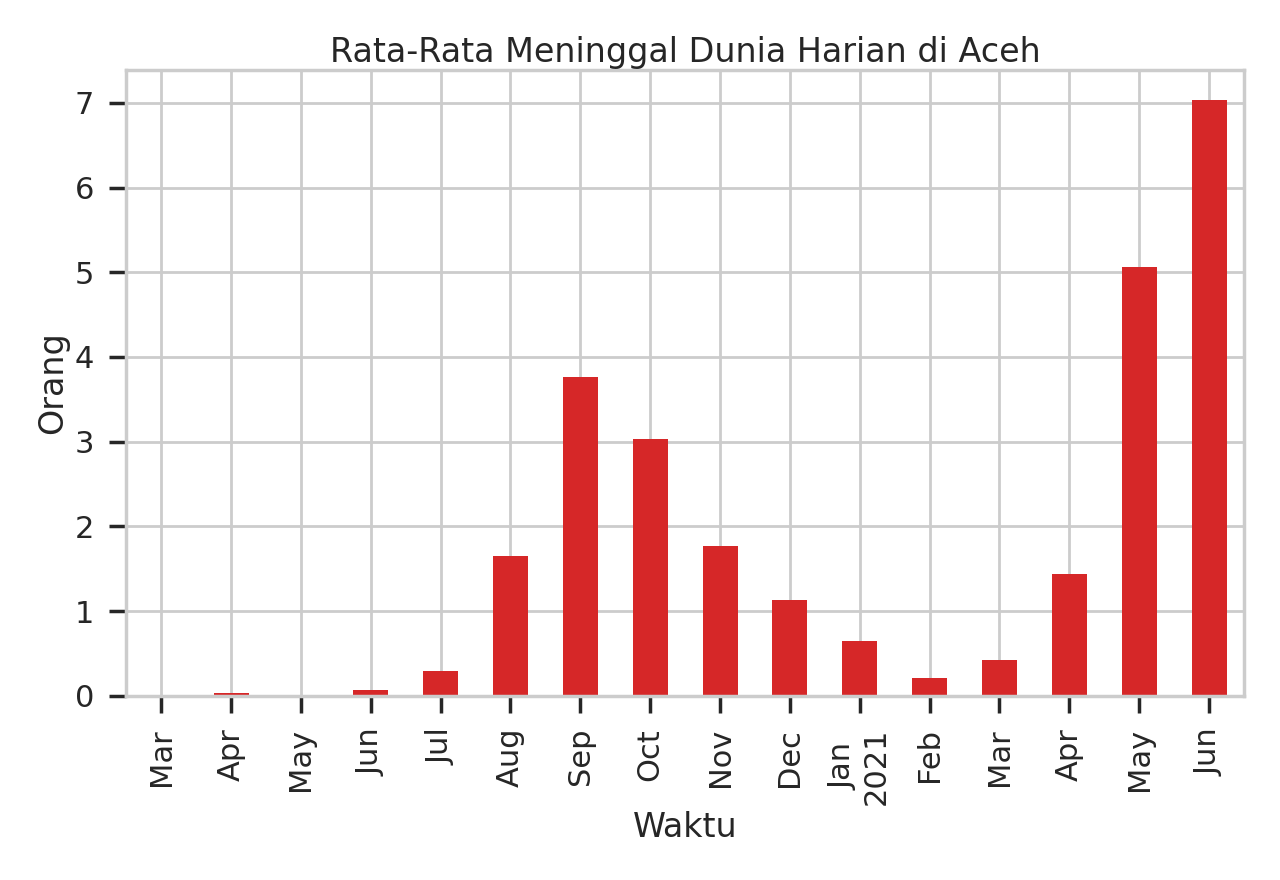 Rata-Rata Meninggal Dunia Harian di Aceh
7
6
5
4
3
2
1
0
Orang
Mar
Apr
May
Jun
Jul
Aug
Sep
Oct
Nov
Dec
Jan
2021
Feb
Mar
Apr
May
Jun
Waktu